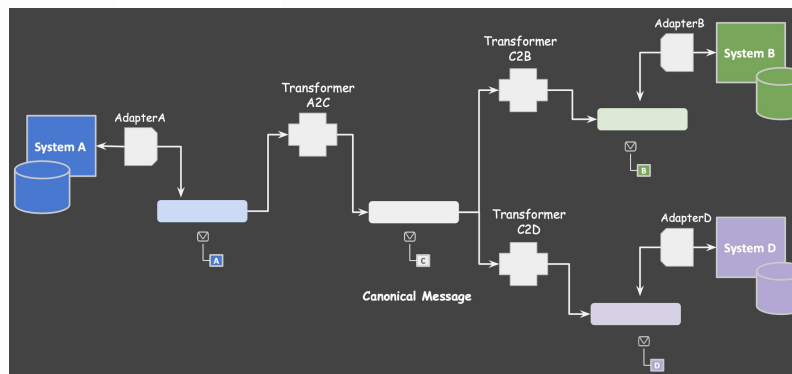 AdapterB
System B
Transformer
C2B
Transformer
A2C
AdapterA
System A
B
Transformer
C2D
AdapterD
System D
A
C
Canonical Message
D